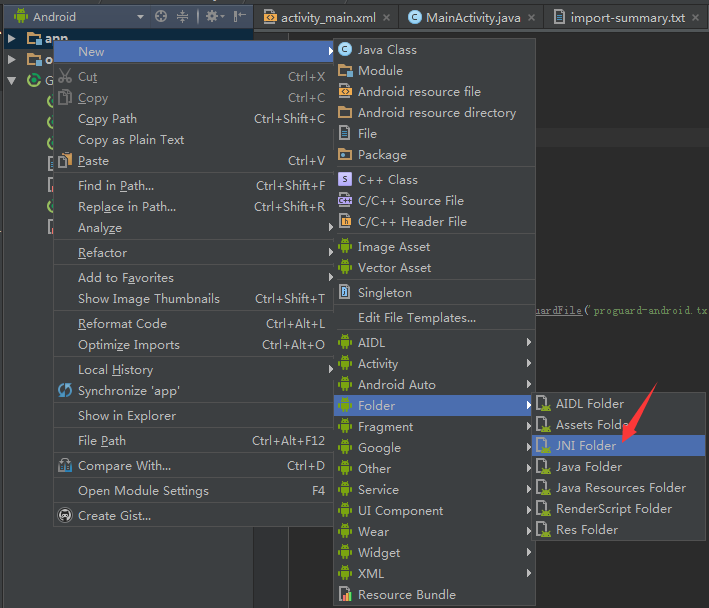 Android
activity_main.xml
MainActivity.java
import-summary.txt
app
New
Cut Ctrl+X
Copy Ctrl+C
Copy Path Ctrl+Shift+C
Copy as Plain Text
Paste Ctrl+V
Find in Path... Ctrl+Shift+F
Replace in Path... Ctrl+Shift+R
Analyze
Refactor
Add to Favorites
Show Image Thumbnails Ctrl+Shift+T
Reformat Code Ctrl+Alt+L
Optimize Imports Ctrl+Alt+O
Local History
Synchronize 'app'
Show in Explorer
File Path Ctrl+Alt+F12
Compare With... Ctrl+D
Open Module Settings F4
Create Gist...
Java Class
Module
Android resource file
Android resource directory
File
Package
C++ Class
C/C++ Source File
C/C++ Header File
Image Asset
Vector Asset
Singleton
Edit File Templates...
AIDL
Activity
Android Auto
Folder
Fragment
Google
Other
Service
UI Component
Wear
Widget
XML
Resource Bundle
uardFile('proguard-android.tx
AIDL Folder
Assets Folde
JNI Folder
Java Folder
Java Resources Folder
RenderScript Folder
Res Folder